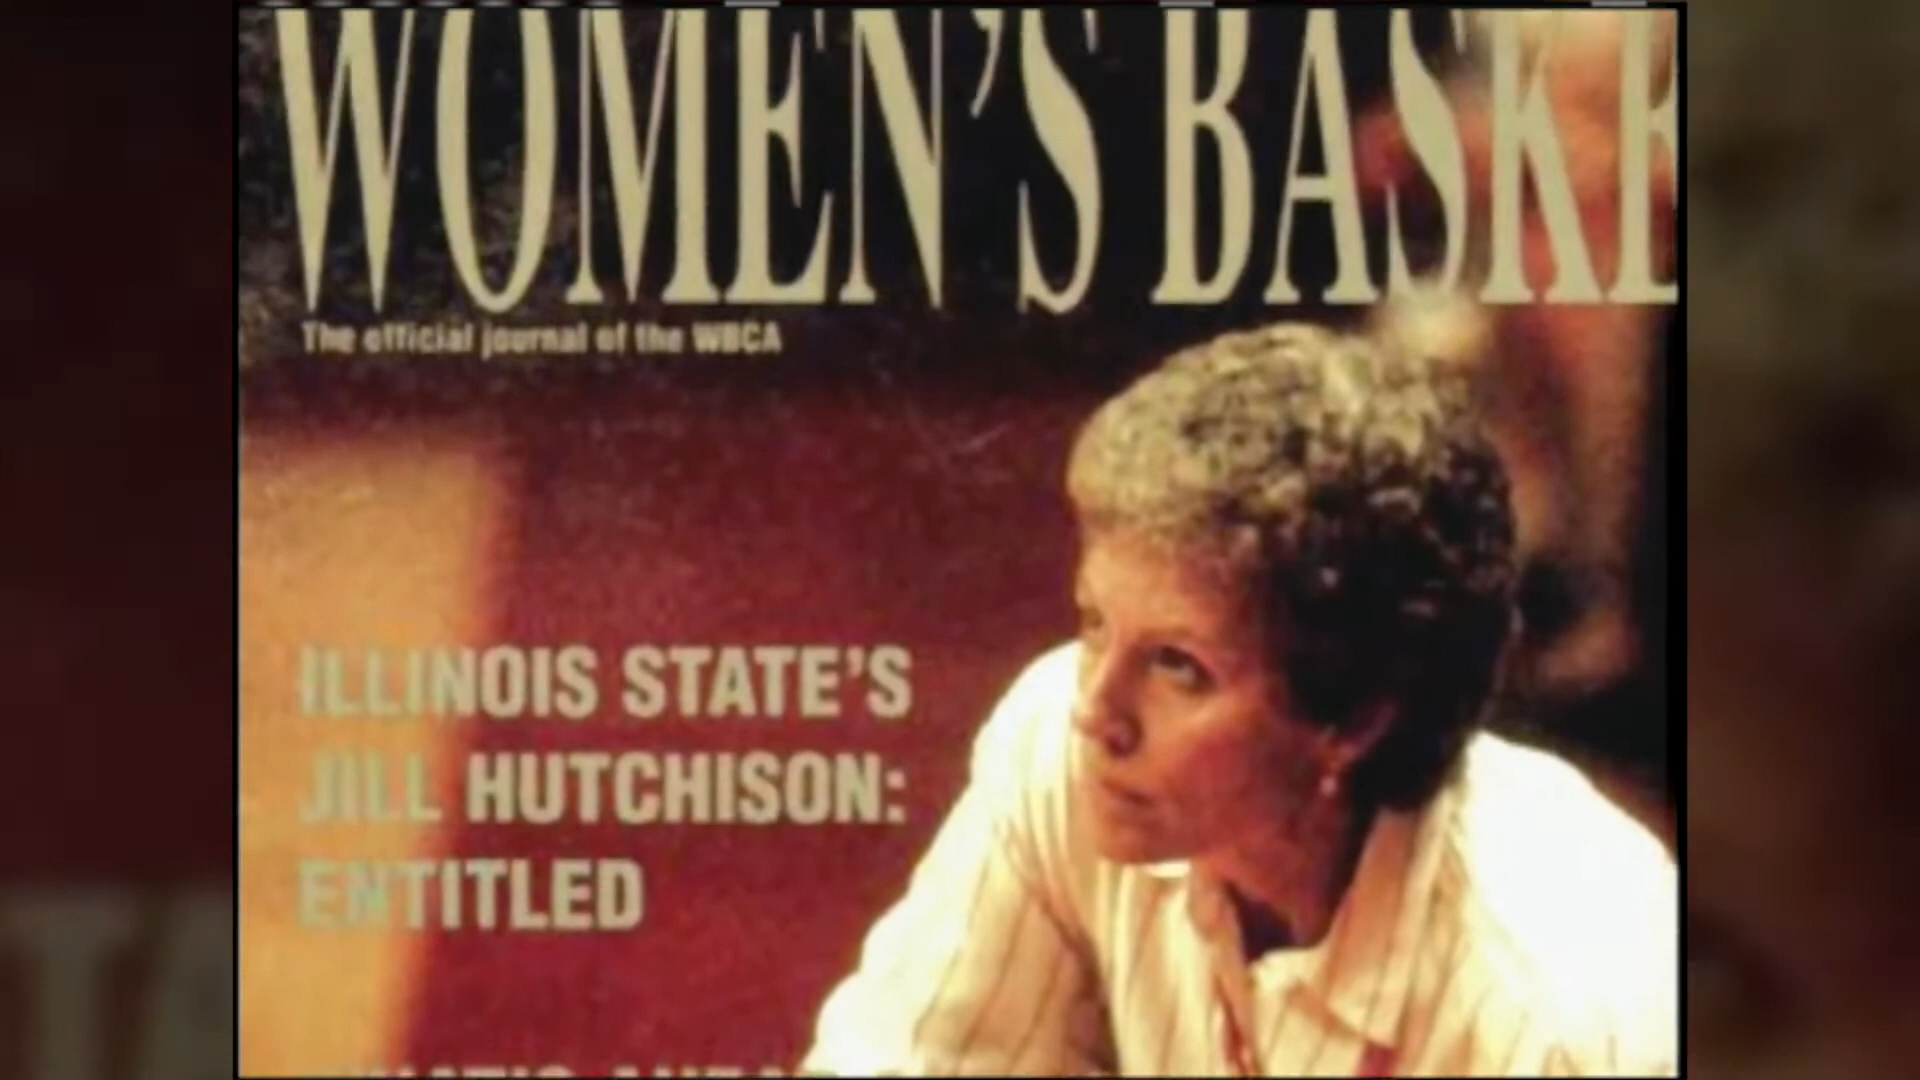 WOMEN'S BASKE
The official journal of the WBCA
ILLINOIS STATE'S
JILL HUTCHISON:
ENTITLED